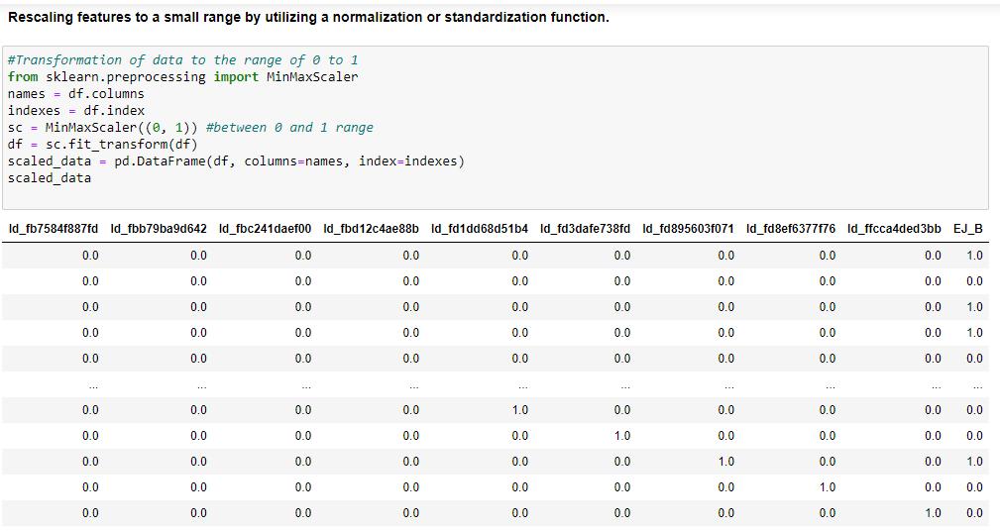 Rescaling features to a small range by utilizing a normalization or standardization function.
#Transformation of data to the range of 0 to 1
from sklearn.preprocessing import MinMaxScaler
names = df.columns
indexes = df.index
sc = MinMaxScaler((0, 1)) #between 0 and 1 range
df = sc.fit_transform(df)
scaled_data = pd.DataFrame(df, columns=names, index=indexes)
scaled_data
Id_fb7584f887fd Id_fbb79ba9d642 Id_fbc241daef00 Id_fbd12c4ae88b Id_fd1dd68d51b4 Id_fd3dafe738fd Id_fd895603f071 Id_fd8ef6377f76 Id_ffcca4ded3bb EJ_B
0.0 0.0 0.0 0.0 0.0 0.0 0.0 0.0 0.0 1.0
0.0 0.0 0.0 0.0 0.0 0.0 0.0 0.0 0.0 0.0
0.0 0.0 0.0 0.0 0.0 0.0 0.0 0.0 0.0 1.0
0.0 0.0 0.0 0.0 0.0 0.0 0.0 0.0 0.0 1.0
0.0 0.0 0.0 0.0 0.0 0.0 0.0 0.0 0.0 0.0
... ... ... ... ... ... ... ... ... ...
0.0 0.0 0.0 0.0 1.0 0.0 0.0 0.0 0.0 0.0
0.0 0.0 0.0 0.0 0.0 1.0 0.0 0.0 0.0 0.0
0.0 0.0 0.0 0.0 0.0 0.0 1.0 0.0 0.0 1.0
0.0 0.0 0.0 0.0 0.0 0.0 0.0 1.0 0.0 0.0
0.0 0.0 0.0 0.0 0.0 0.0 0.0 0.0 1.0 0.0